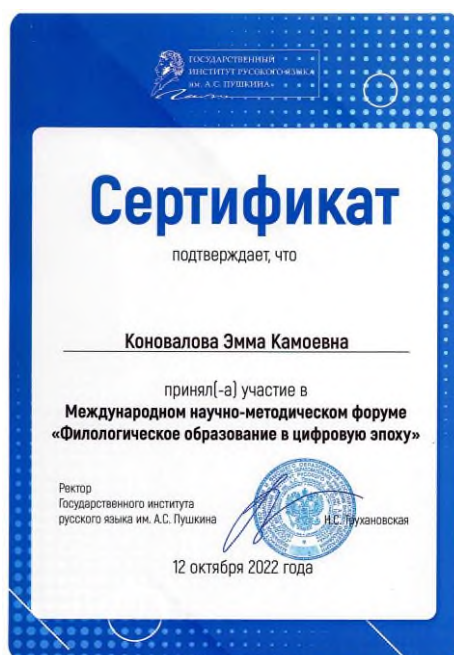 ГОСУДАРСТВЕННЫЙ
ИНСТИТУТ РУССКОГО ЯЗЫКА
им. А.С. ПУШКИНА
Сертификат
подтверждает, что
Коновалова Эмма Камоевна
принял(-а) участие в
Международном научно-методическом форуме
«Филологическое образование в цифровую эпоху»
Ректор
Государственного института
русского языка им. А.С. Пушкина
Н.С. Трухановская
12 октября 2022 года